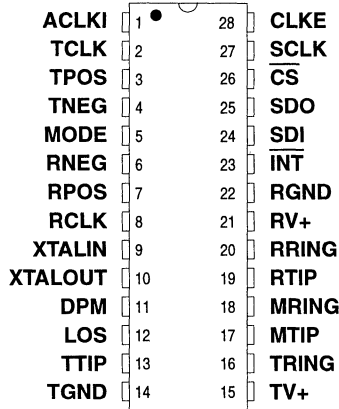 ACLKI 1 28 CLKE
TCLK 2 27 SCLK
TPOS 3 26 CS
TNEG 4 25 SDO
MODE 5 24 SDI
RNEG 6 23 INT
RPOS 7 22 RGND
RCLK 8 21 RV+
XTALIN 9 20 RRING
XTALOUT 10 19 RTIP
DPM 11 18 MRING
LOS 12 17 MTIP
TTIP 13 16 TRING
TGND 14 15 TV+